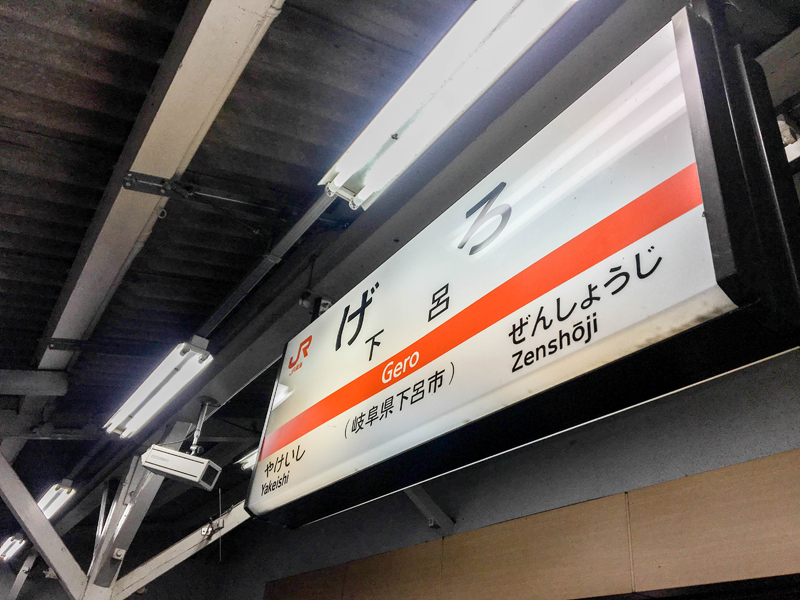 JR
げろ
下呂
Gero
(岐阜県下呂市)
やけいし
Yakeishi
ぜんしょうじ
Zenshōji